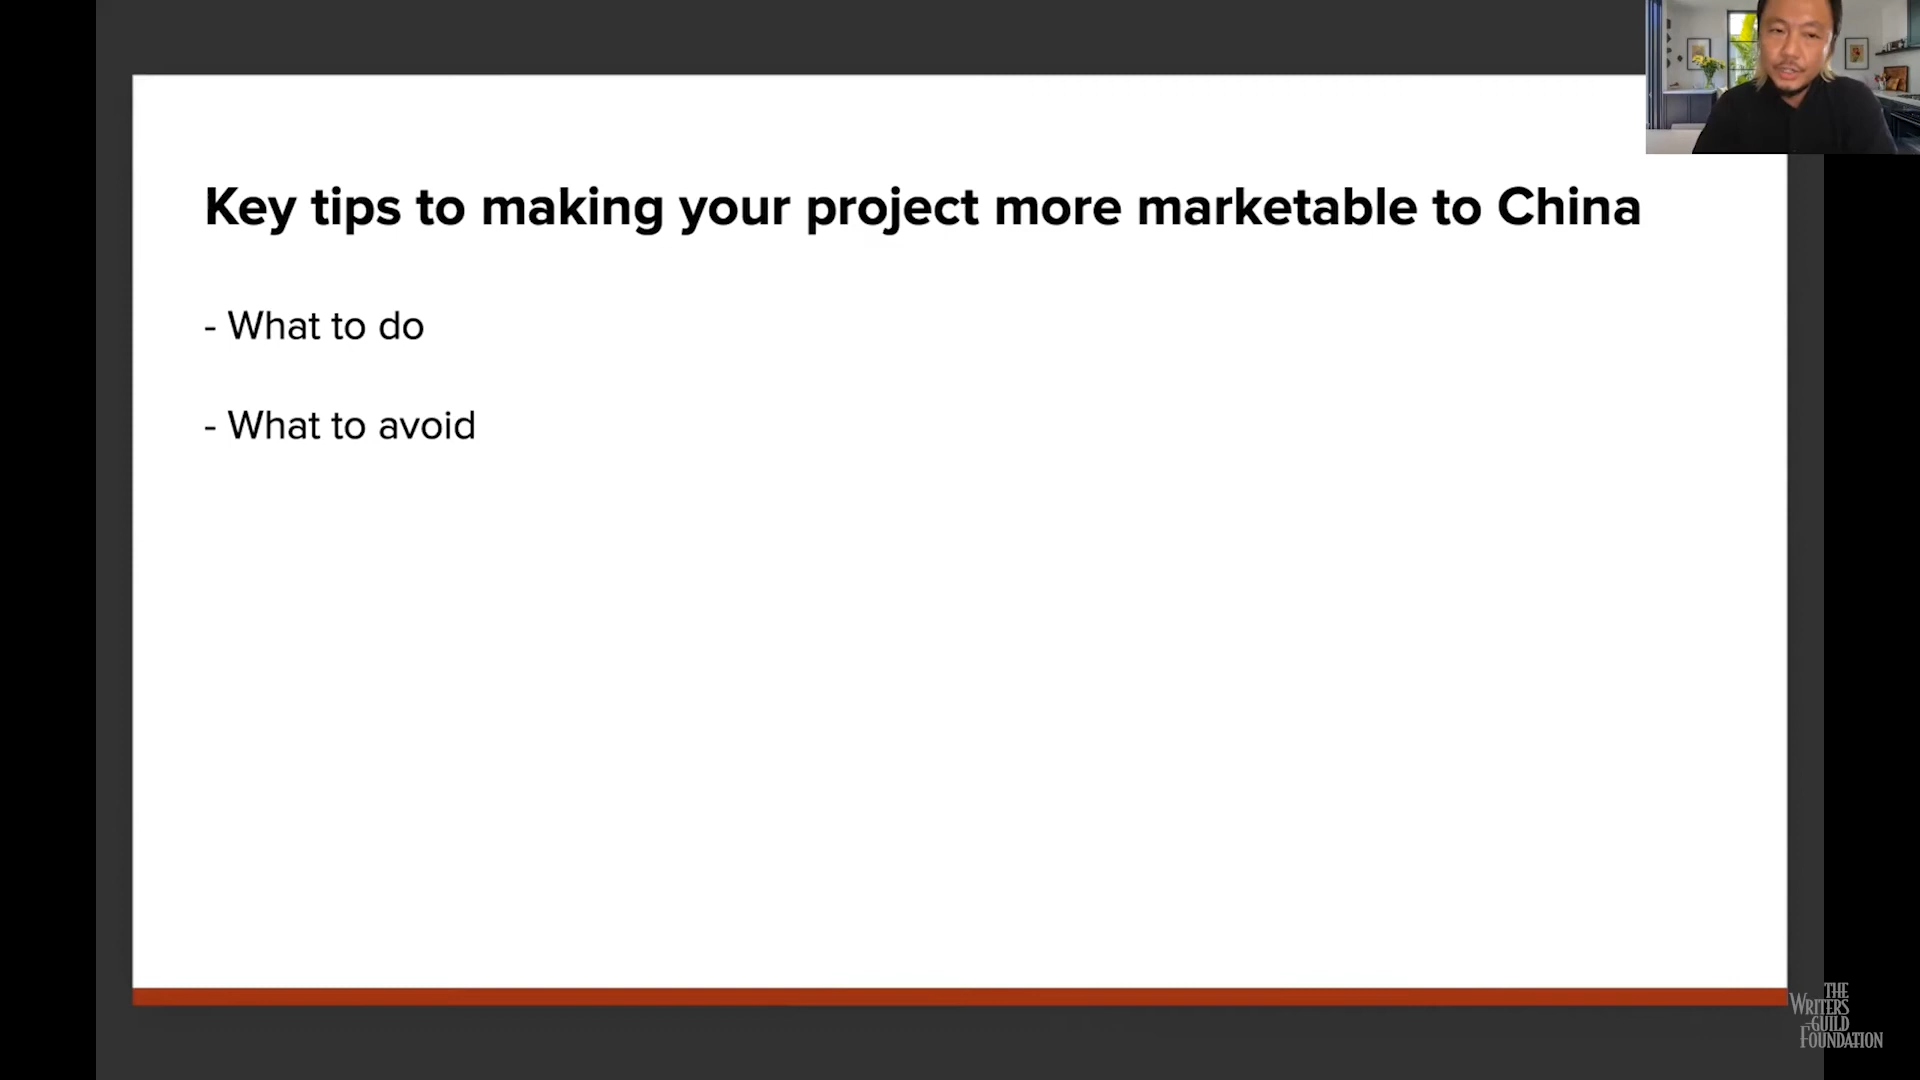 Key tips to making your project more marketable to China
- What to do
- What to avoid
THE
WRITERS
GUILD
FOUNDATION